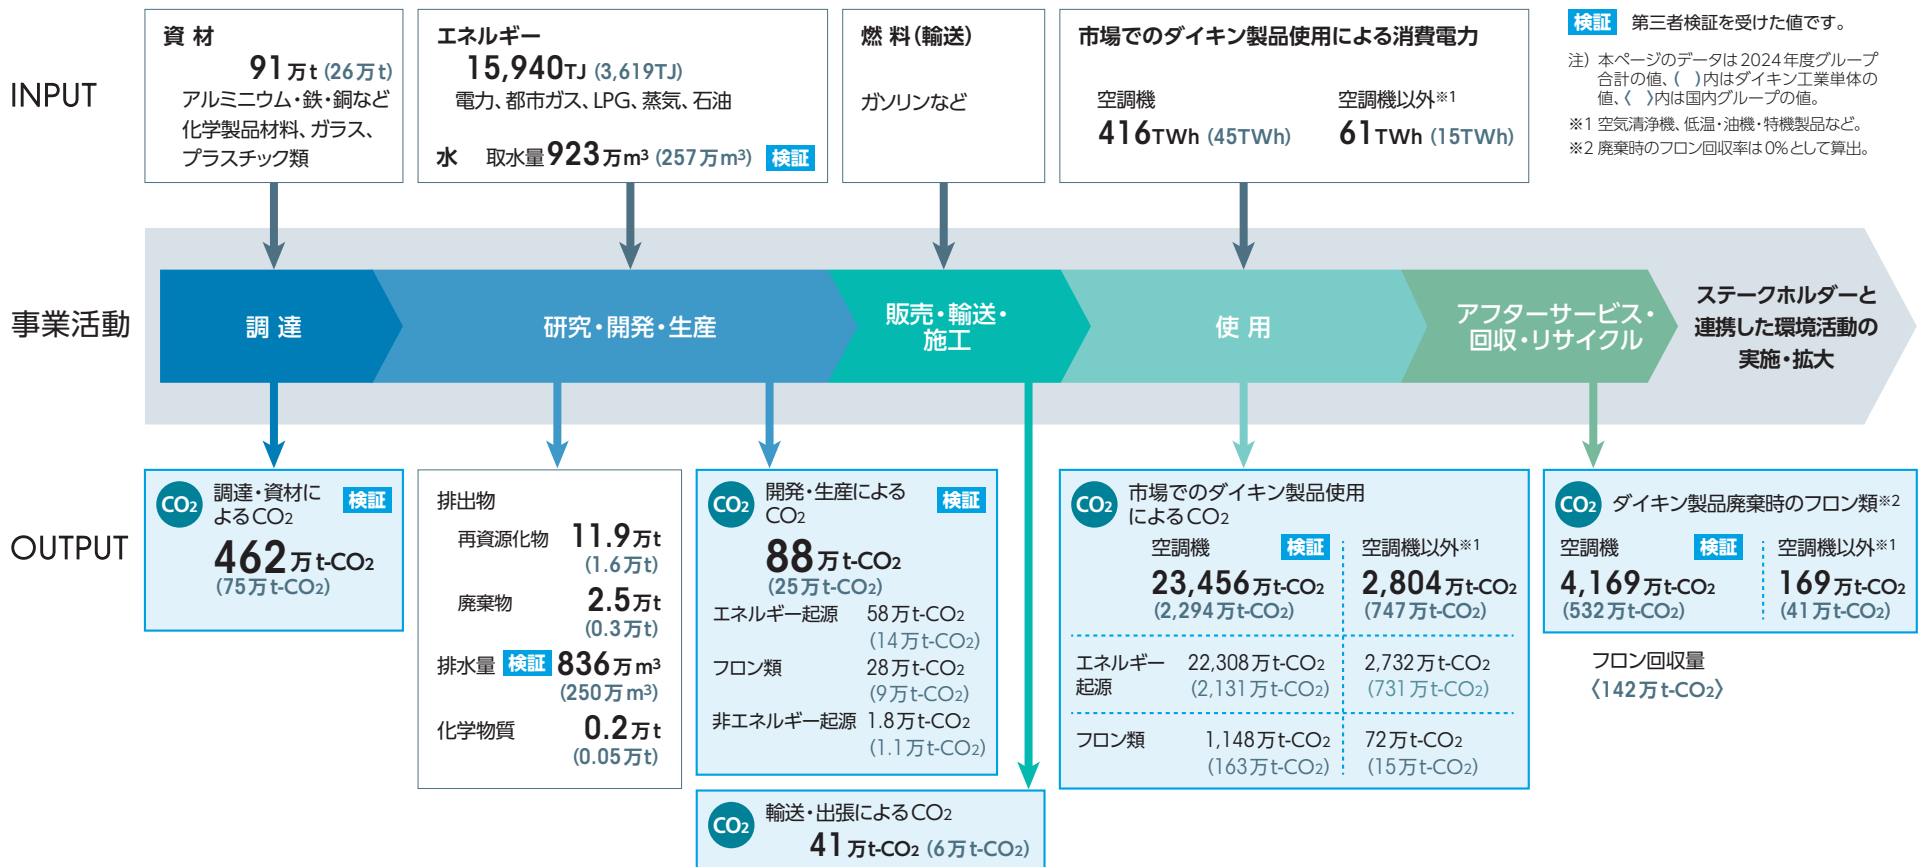 INPUT
資 材
91万t (26万t)
アルミニウム・鉄・銅など
化学製品材料、ガラス、
プラスチック類
エネルギー
15,940TJ (3,619TJ)
電力、都市ガス、LPG、蒸気、石油
水 取水量 923万m³ (257万m³) 検証
燃 料(輸送)
ガソリンなど
市場でのダイキン製品使用による消費電力
空調機
416TWh (45TWh)
空調機以外※1
61TWh (15TWh)
検証 第三者検証を受けた値です。
注) 本ページのデータは2024年度グループ
合計の値、( )内はダイキン工業単体の
値、〈 〉内は国内グループの値。
※1 空気清浄機、低温・油機・特機製品など。
※2 廃棄時のフロン回収率は0%として算出。
事業活動
調 達
研究・開発・生産
販売・輸送・
施工
使 用
アフターサービス・
回収・リサイクル
ステークホルダーと
連携した環境活動の
実施・拡大
OUTPUT
CO2 調達・資材に
よるCO2 検証
462万t-CO2
(75万t-CO2)
排出物
再資源化物 11.9万t
(1.6万t)
廃棄物 2.5万t
(0.3万t)
排水量 検証 836万m³
(250万m³)
化学物質 0.2万t
(0.05万t)
CO2 開発・生産による
CO2 検証
88万t-CO2
(25万t-CO2)
エネルギー起源 58万t-CO2
(14万t-CO2)
フロン類 28万t-CO2
(9万t-CO2)
非エネルギー起源 1.8万t-CO2
(1.1万t-CO2)
CO2 輸送・出張によるCO2
41万t-CO2 (6万t-CO2)
CO2 市場でのダイキン製品使用
によるCO2
空調機 検証 空調機以外※1
23,456万t-CO2 2,804万t-CO2
(2,294万t-CO2) (747万t-CO2)
エネルギー
起源
22,308万t-CO2 2,732万t-CO2
(2,131万t-CO2) (731万t-CO2)
フロン類 1,148万t-CO2 72万t-CO2
(163万t-CO2) (15万t-CO2)
CO2 ダイキン製品廃棄時のフロン類※2
空調機 検証 空調機以外※1
4,169万t-CO2 169万t-CO2
(532万t-CO2) (41万t-CO2)
フロン回収量
〈142万t-CO2〉